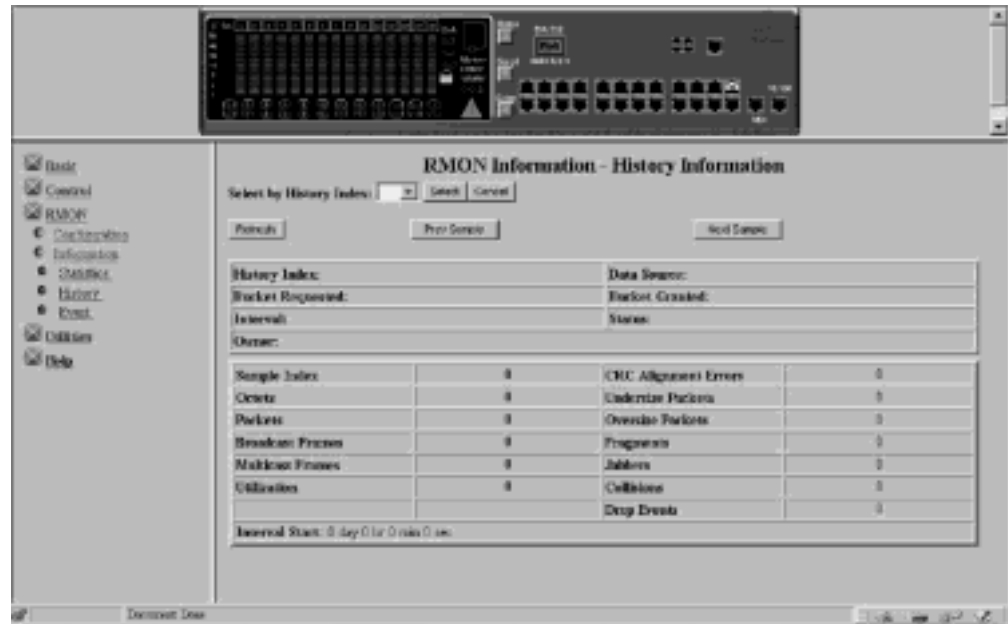 Basic
Control
RMON
Configuration
Information
Statistics
History
Event
Utilities
Help
RMON Information - History Information
Select by History Index: Select Cancel
Refresh Prev Sample Next Sample
History Index: Data Source:
Bucket Requested: Bucket Granted:
Interval: Status:
Owner:
Sample Index 0 CRC Alignment Errors 0
Octets 0 Undersize Packets 0
Packets 0 Oversize Packets 0
Broadcast Frames 0 Fragments 0
Multicast Frames 0 Jabbers 0
Utilization 0 Collisions 0
Drop Events 0
Interval Start: 0 day 0 hr 0 min 0 sec
Document: Done